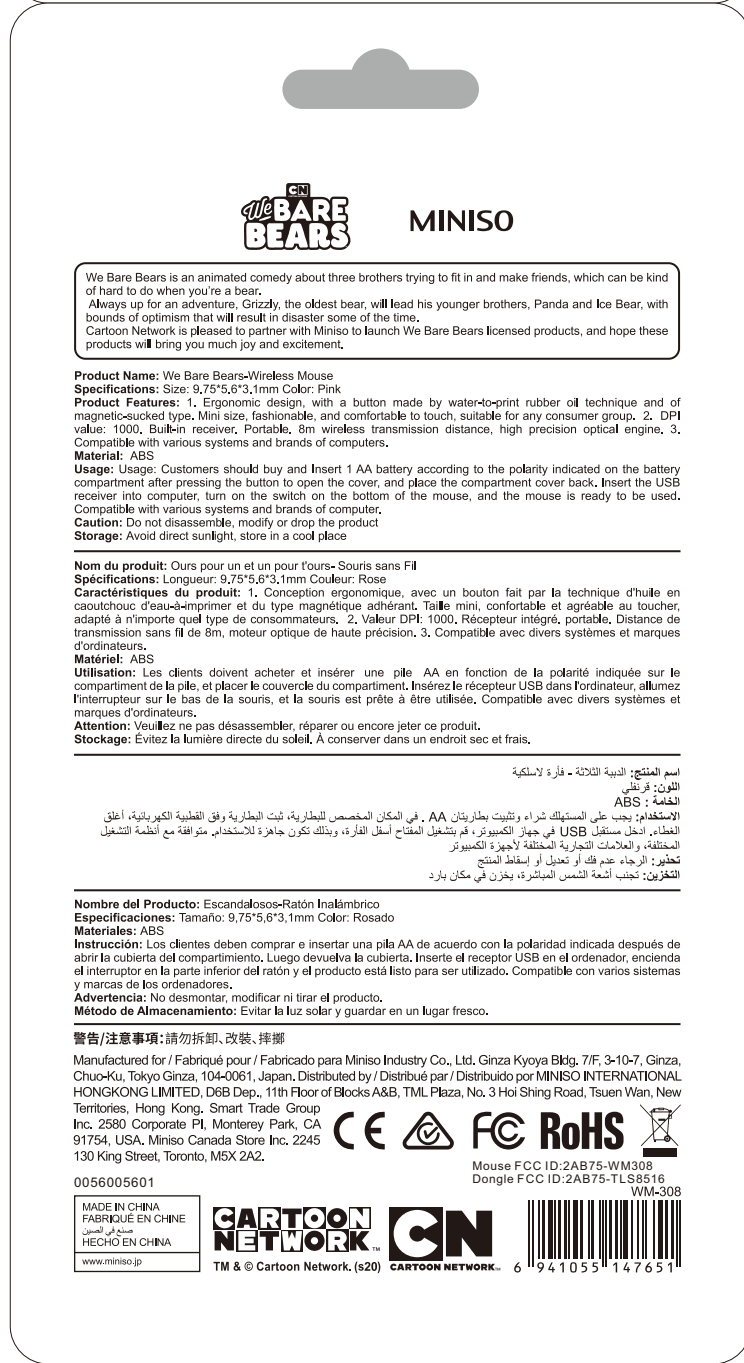 CN
We BARE
BEARS
MINISO
We Bare Bears is an animated comedy about three brothers trying to fit in and make friends, which can be kind
of hard to do when you're a bear.
Always up for an adventure, Grizzly, the oldest bear, will lead his younger brothers, Panda and Ice Bear, with
bounds of optimism that will result in disaster some of the time.
Cartoon Network is pleased to partner with Miniso to launch We Bare Bears licensed products, and hope these
products will bring you much joy and excitement.
Product Name: We Bare Bears-Wireless Mouse
Specifications: Size: 9.75*5.6*3.1mm Color: Pink
Product Features: 1. Ergonomic design, with a button made by water-to-print rubber oil technique and of
magnetic-sucked type. Mini size, fashionable, and comfortable to touch, suitable for any consumer group. 2. DPI
value: 1000. Built-in receiver. Portable. 8m wireless transmission distance, high precision optical engine. 3.
Compatible with various systems and brands of computers.
Material: ABS
Usage: Usage: Customers should buy and Insert 1 AA battery according to the polarity indicated on the battery
compartment after pressing the button to open the cover, and place the compartment cover back. Insert the USB
receiver into computer, turn on the switch on the bottom of the mouse, and the mouse is ready to be used.
Compatible with various systems and brands of computer.
Caution: Do not disassemble, modify or drop the product
Storage: Avoid direct sunlight, store in a cool place
Nom du produit: Ours pour un et un pour t'ours- Souris sans Fil
Spécifications: Longueur: 9.75*5,6*3,1mm Couleur: Rose
Caractéristiques du produit: 1. Conception ergonomique, avec un bouton fait par la technique d'huile en
caoutchouc d'eau-à-imprimer et du type magnétique adhérant. Taille mini, confortable et agréable au toucher,
adapté à n'importe quel type de consommateurs. 2. Valeur DPI: 1000. Récepteur intégré. portable. Distance de
transmission sans fil de 8m, moteur optique de haute précision. 3. Compatible avec divers systèmes et marques
d'ordinateurs.
Matériel: ABS
Utilisation: Les clients doivent acheter et insérer une pile AA en fonction de la polarité indiquée sur le
compartiment de la pile, et placer le couvercle du compartiment. Insérez le récepteur USB dans l'ordinateur, allumez
l'interrupteur sur le bas de la souris, et la souris est prête à être utilisée. Compatible avec divers systèmes et
marques d'ordinateurs.
Attention: Veuillez ne pas désassembler, réparer ou encore jeter ce produit.
Stockage: Évitez la lumière directe du soleil. À conserver dans un endroit sec et frais.
اسم المنتج: الدببة الثلاثة - فأرة لاسلكية
اللون: قرنفلي
الخامة : ABS
الاستخدام: يجب على المستهلك شراء وتثبيت بطاريتان AA . في المكان المخصص للبطارية، ثبت البطارية وفق القطبية الكهربائية، أغلق
الغطاء. ادخل مستقبل USB في جهاز الكمبيوتر، قم بتشغيل المفتاح أسفل الفأرة، وبذلك تكون جاهزة للاستخدام. متوافقة مع أنظمة التشغيل
المختلفة، والعلامات التجارية المختلفة لأجهزة الكمبيوتر
تحذير: الرجاء عدم فك أو تعديل أو إسقاط المنتج
التخزين: تجنب أشعة الشمس المباشرة، يخزن في مكان بارد
Nombre del Producto: Escandalosos-Ratón Inalámbrico
Especificaciones: Tamaño: 9,75*5,6*3,1mm Color: Rosado
Materiales: ABS
Instrucción: Los clientes deben comprar e insertar una pila AA de acuerdo con la polaridad indicada después de
abrir la cubierta del compartimiento. Luego devuelva la cubierta. Inserte el receptor USB en el ordenador, encienda
el interruptor en la parte inferior del ratón y el producto está listo para ser utilizado. Compatible con varios sistemas
y marcas de los ordenadores.
Advertencia: No desmontar, modificar ni tirar el producto.
Método de Almacenamiento: Evitar la luz solar y guardar en un lugar fresco.
警告/注意事項:請勿拆卸、改裝、摔擲
Manufactured for / Fabriqué pour / Fabricado para Miniso Industry Co., Ltd. Ginza Kyoya Bldg. 7/F, 3-10-7, Ginza,
Chuo-Ku, Tokyo Ginza, 104-0061, Japan. Distributed by / Distribué par / Distribuido por MINISO INTERNATIONAL
HONGKONG LIMITED, D6B Dep., 11th Floor of Blocks A&B, TML Plaza, No. 3 Hoi Shing Road, Tsuen Wan, New
Territories, Hong Kong. Smart Trade Group
Inc. 2580 Corporate Pl, Monterey Park, CA
91754, USA. Miniso Canada Store Inc. 2245
130 King Street, Toronto, M5X 2A2.
CE FC RoHS
Mouse FCC ID:2AB75-WM308
Dongle FCC ID:2AB75-TLS8516
WM-308
0056005601
MADE IN CHINA
FABRIQUÉ EN CHINE
صنع في الصين
HECHO EN CHINA
www.miniso.jp
CARTOON
NETWORK™
TM & © Cartoon Network. (s20)
CN
CARTOON NETWORK™
6 941055 147651